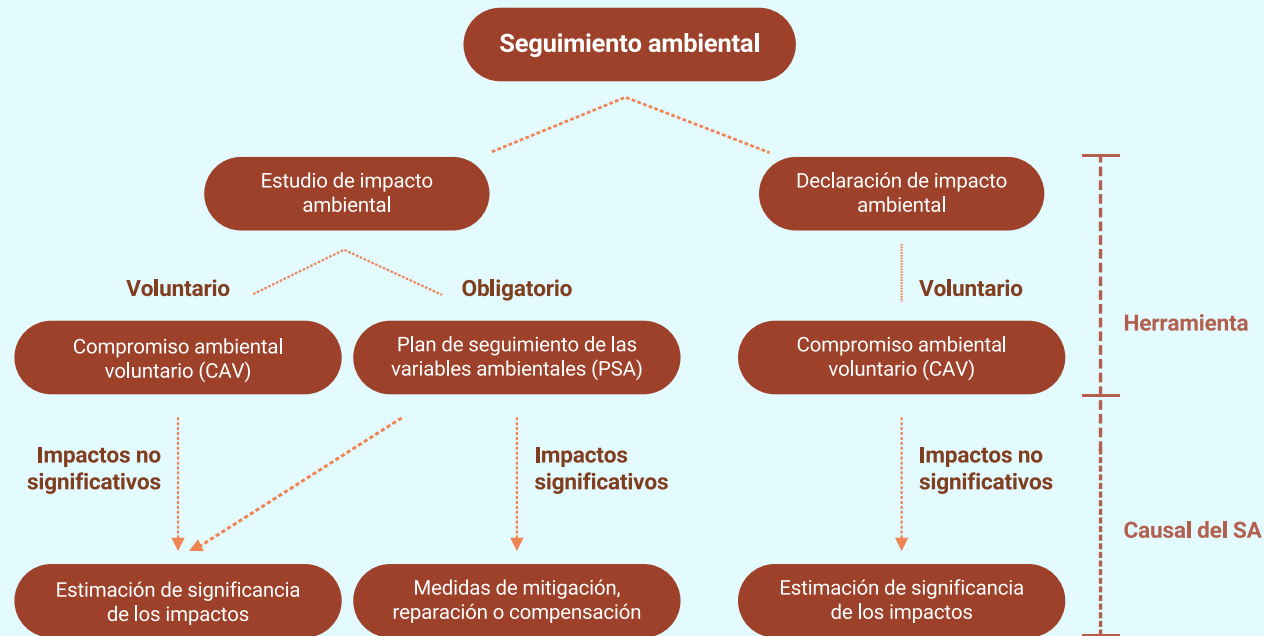 Seguimiento ambiental
Estudio de impacto
ambiental
Declaración de impacto
ambiental
Voluntario
Obligatorio
Voluntario
Compromiso ambiental
voluntario (CAV)
Plan de seguimiento de las
variables ambientales (PSA)
Compromiso ambiental
voluntario (CAV)
Herramienta
Impactos no
significativos
Impactos
significativos
Impactos no
significativos
Causal del SA
Estimación de significancia
de los impactos
Medidas de mitigación,
reparación o compensación
Estimación de significancia
de los impactos